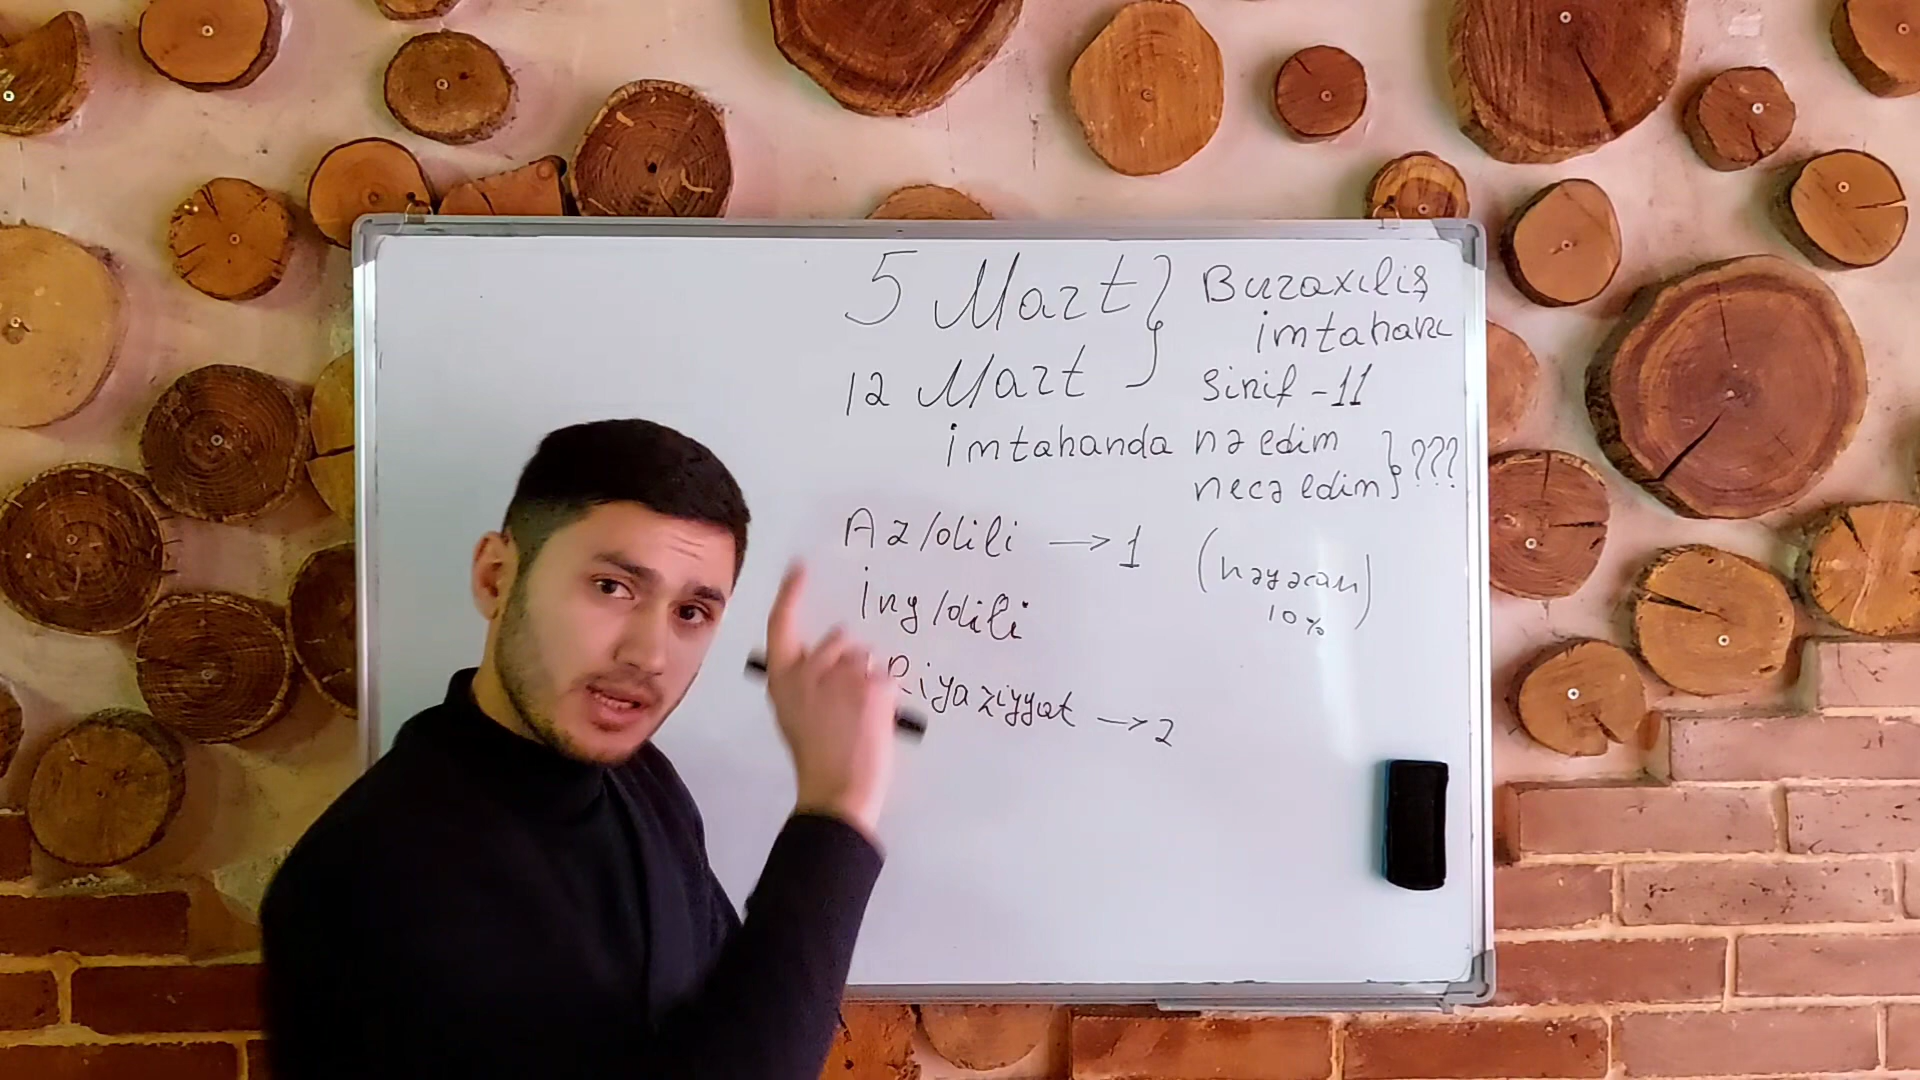 5 Mart } Buraxılış
imtahanı
12 Mart sinif - 11
imtahanda nə edim
necə edim } ???
Az/dili → 1 (həyəcan)
10%
İng/dili
Riyaziyyat → 2